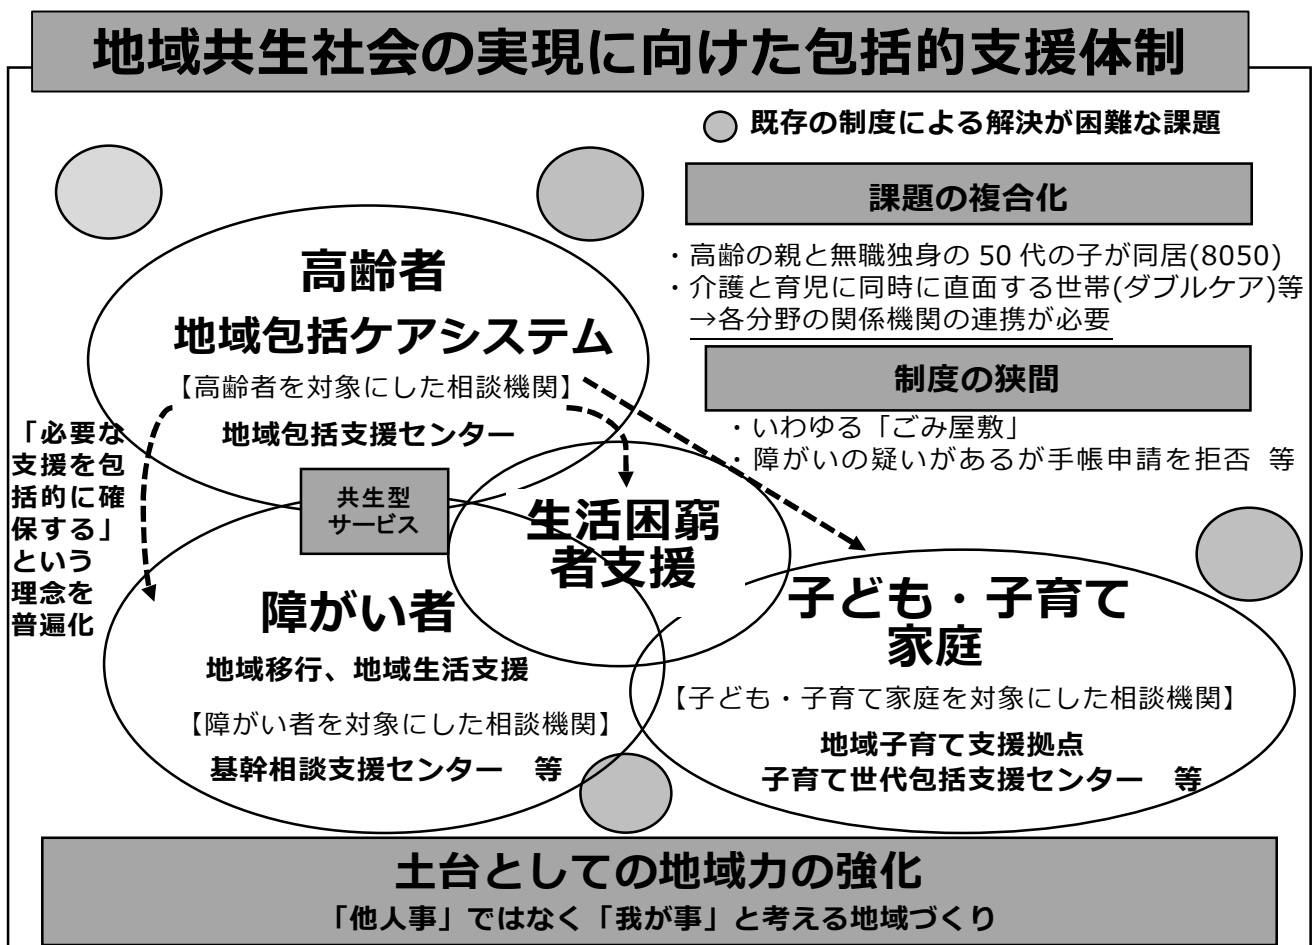 地域共生社会の実現に向けた包括的支援体制
既存の制度による解決が困難な課題
課題の複合化
・高齢の親と無職独身の 50 代の子が同居(8050)
・介護と育児に同時に直面する世帯(ダブルケア)等
→各分野の関係機関の連携が必要
制度の狭間
・いわゆる「ごみ屋敷」
・障がいの疑いがあるが手帳申請を拒否 等
高齢者
地域包括ケアシステム
【高齢者を対象にした相談機関】
地域包括支援センター
「必要な
支援を包
括的に確
保する」
という
理念を
普遍化
共生型
サービス
生活困窮
者支援
障がい者
地域移行、地域生活支援
【障がい者を対象にした相談機関】
基幹相談支援センター 等
子ども・子育て
家庭
【子ども・子育て家庭を対象にした相談機関】
地域子育て支援拠点
子育て世代包括支援センター 等
土台としての地域力の強化
「他人事」ではなく「我が事」と考える地域づくり